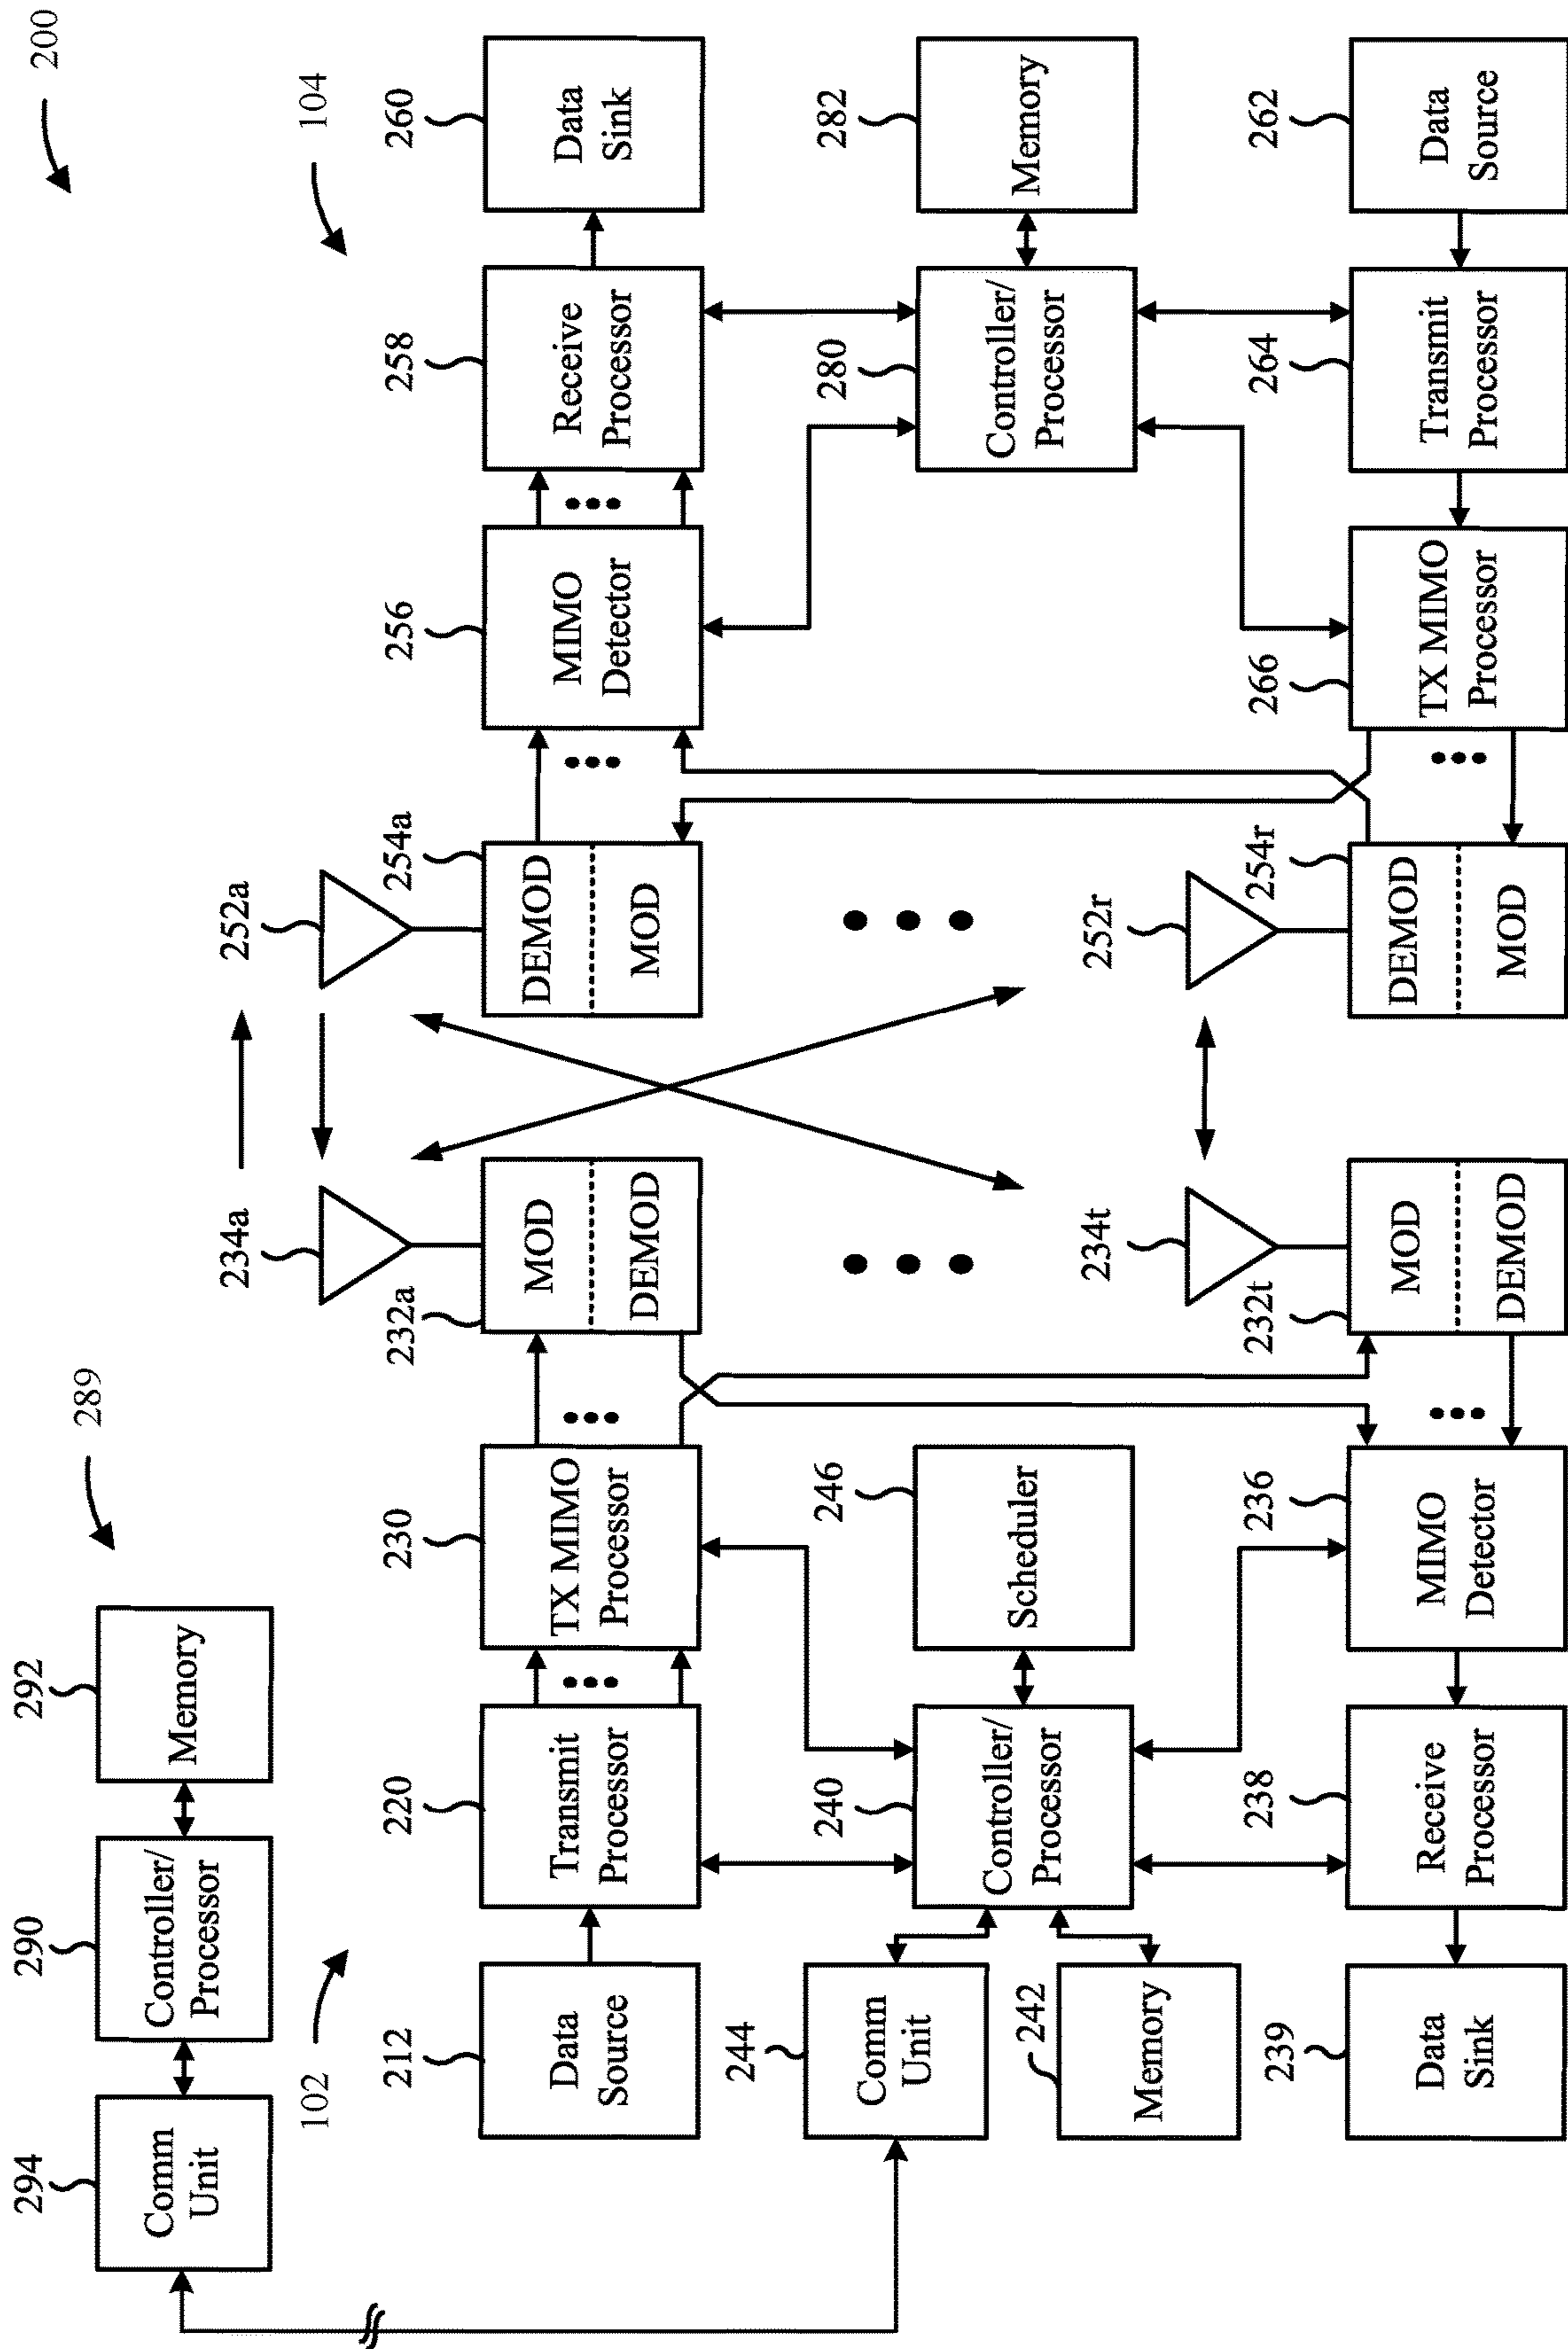 200
289
294
290
292
Comm
Unit
Controller/
Processor
Memory
102
104
234a
252a
212
220
230
232a
254a
256
258
260
Data
Source
Transmit
Processor
TX MIMO
Processor
MOD
DEMOD
DEMOD
MOD
MIMO
Detector
Receive
Processor
Data
Sink
244
240
246
280
282
Comm
Unit
242
Memory
Controller/
Processor
Scheduler
Controller/
Processor
Memory
234t
252r
239
238
236
232t
254r
266
264
262
Data
Sink
Receive
Processor
MIMO
Detector
MOD
DEMOD
DEMOD
MOD
TX MIMO
Processor
Transmit
Processor
Data
Source